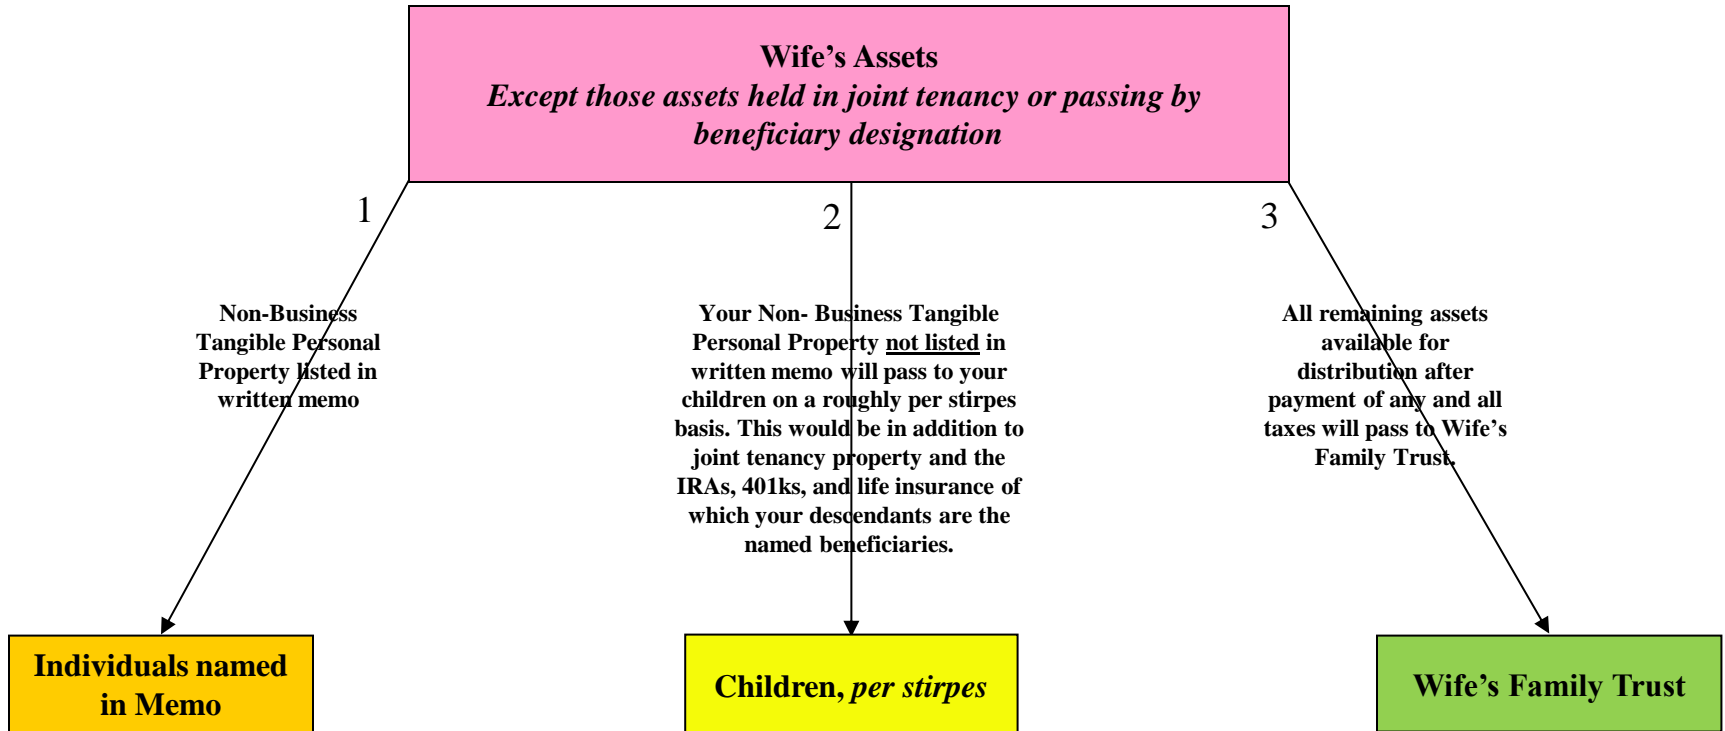 Wife’s Assets
Except those assets held in joint tenancy or passing by
beneficiary designation
1
2
3
Non-Business
Tangible Personal
Property listed in
written memo
Your Non- Business Tangible
Personal Property not listed in
written memo will pass to your
children on a roughly per stirpes
basis. This would be in addition to
joint tenancy property and the
IRAs, 401ks, and life insurance of
which your descendants are the
named beneficiaries.
All remaining assets
available for
distribution after
payment of any and all
taxes will pass to Wife’s
Family Trust.
Individuals named
in Memo
Children, per stirpes
Wife’s Family Trust